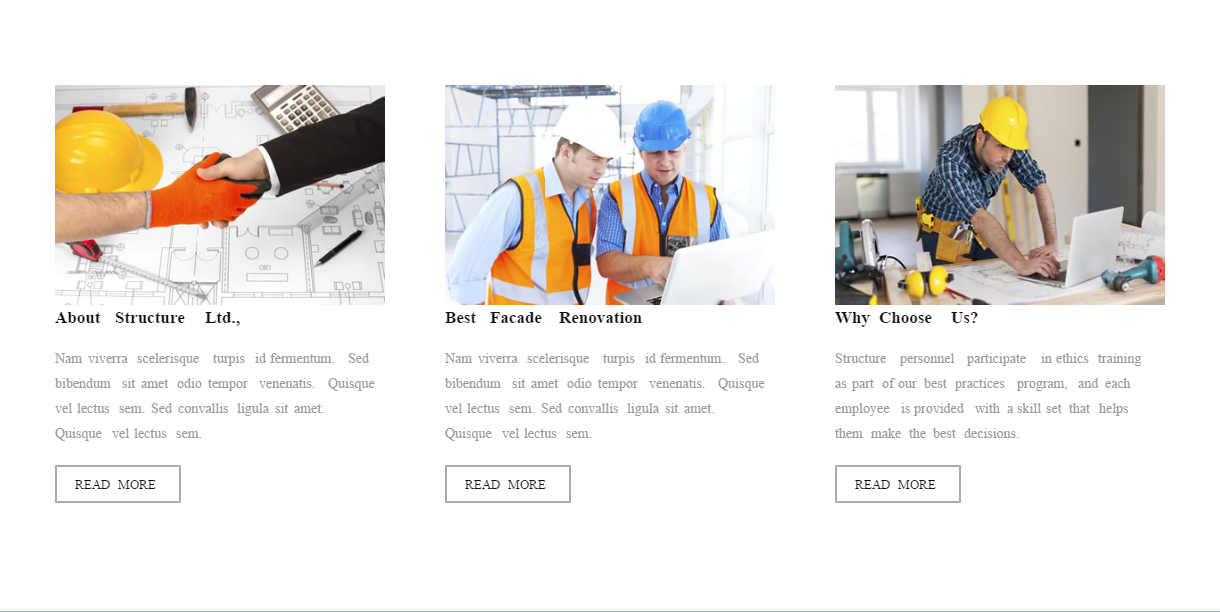 About Structure Ltd.,
Nam viverra scelerisque turpis id fermentum. Sed
bibendum sit amet odio tempor venenatis. Quisque
vel lectus sem. Sed convallis ligula sit amet.
Quisque vel lectus sem.
READ MORE
Best Facade Renovation
Nam viverra scelerisque turpis id fermentum. Sed
bibendum sit amet odio tempor venenatis. Quisque
vel lectus sem. Sed convallis ligula sit amet.
Quisque vel lectus sem.
READ MORE
Why Choose Us?
Structure personnel participate in ethics training
as part of our best practices program, and each
employee is provided with a skill set that helps
them make the best decisions.
READ MORE